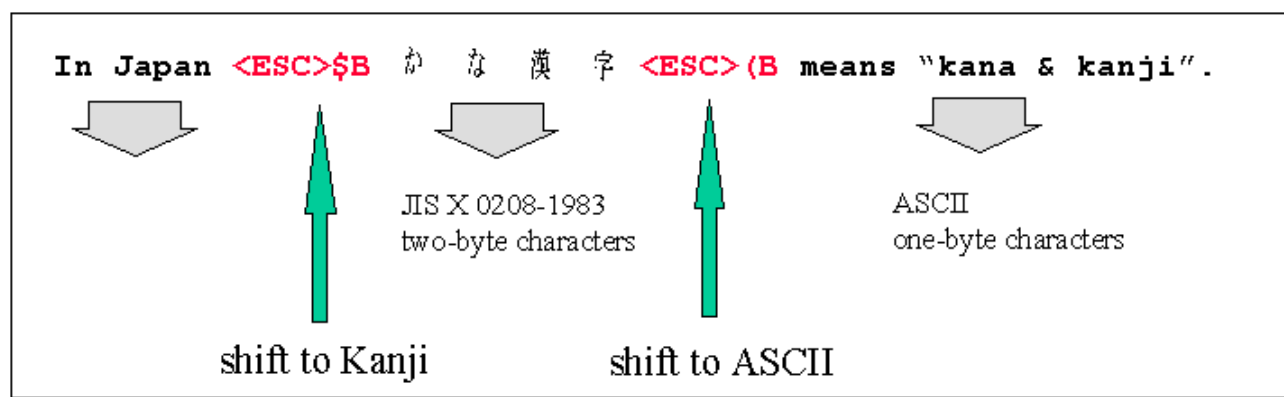 In Japan <ESC>$B かな漢字 <ESC>(B means “kana & kanji”.
JIS X 0208-1983
two-byte characters
ASCII
one-byte characters
shift to Kanji
shift to ASCII